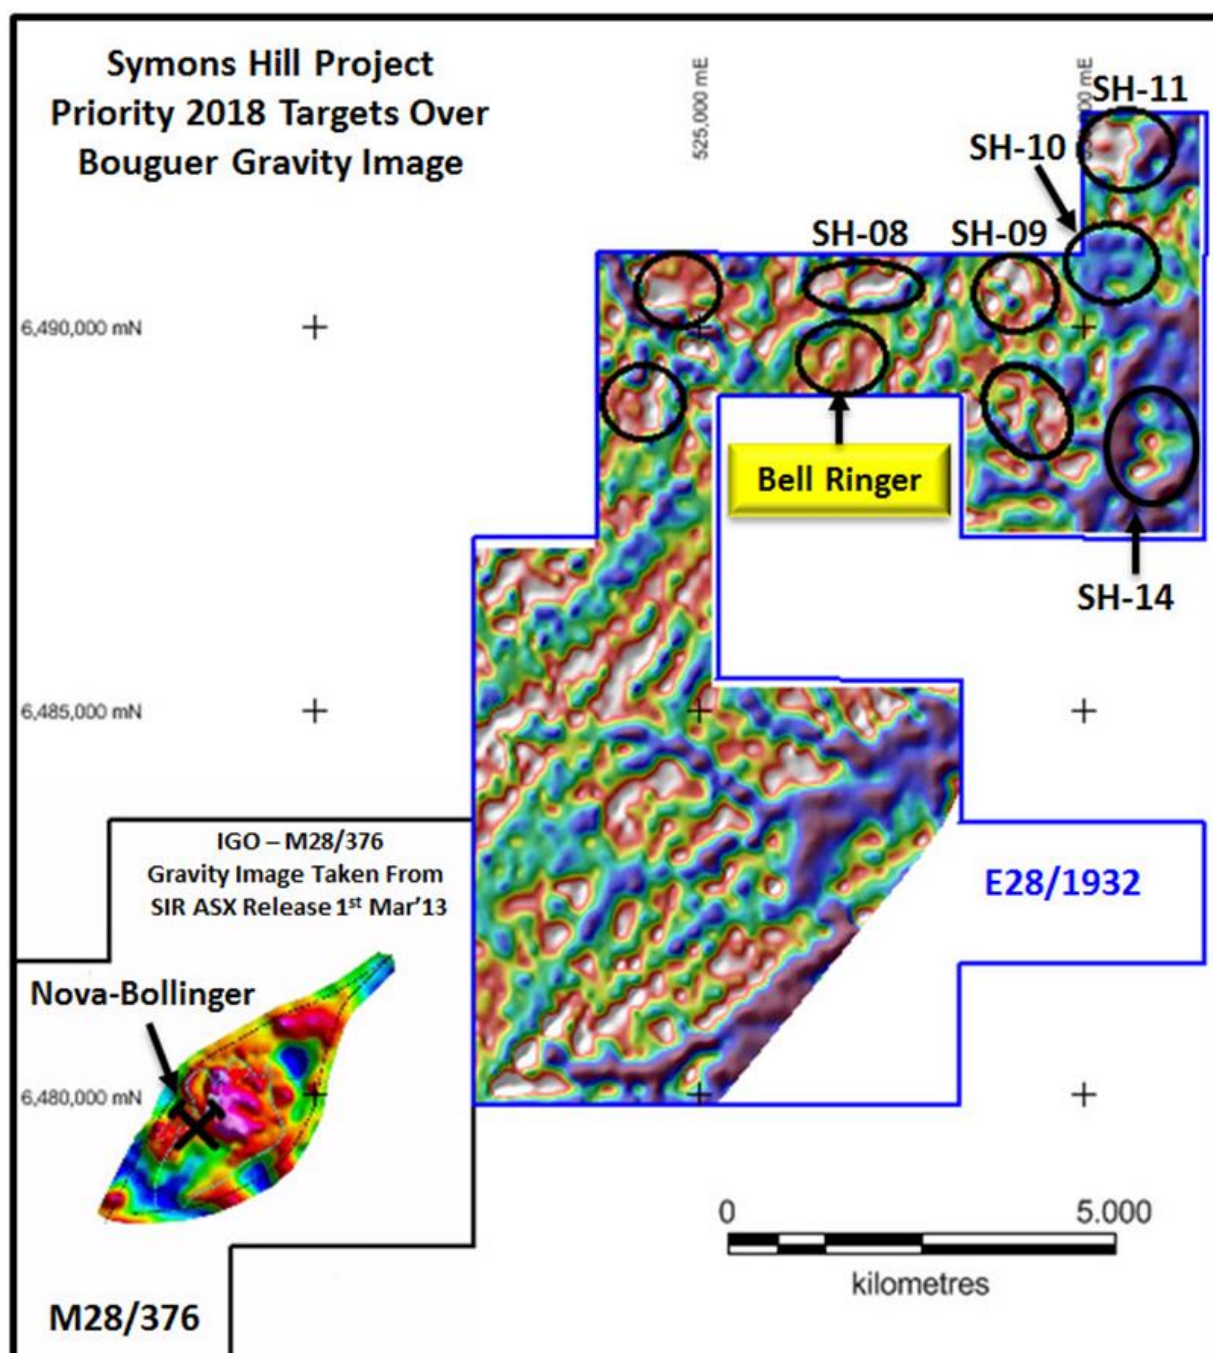 Symons Hill Project
Priority 2018 Targets Over
Bouguer Gravity Image
525,000 mE
mE
SH-11
SH-10
SH-08
SH-09
6,490,000 mN
Bell Ringer
SH-14
6,485,000 mN
IGO – M28/376
Gravity Image Taken From
SIR ASX Release 1st Mar'13
E28/1932
Nova-Bollinger
6,480,000 mN
0
5.000
kilometres
M28/376